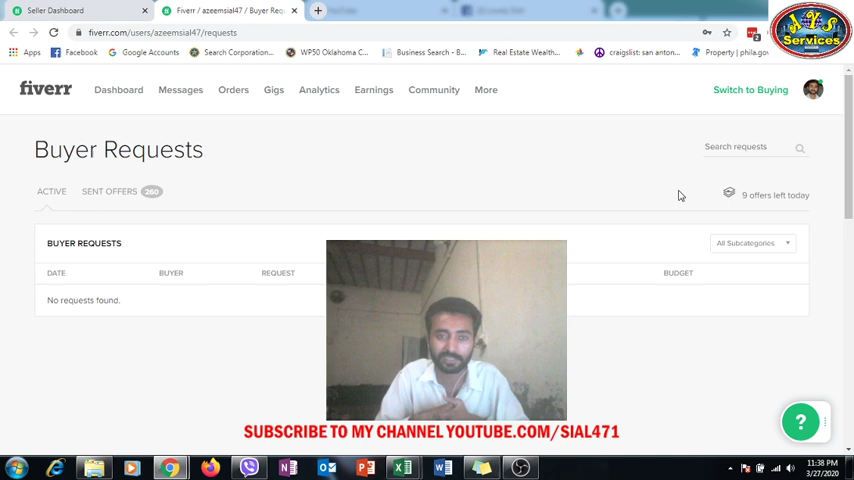 Seller Dashboard
Fiverr / azeemsial47 / Buyer Req
fiverr.com/users/azeemsial47/requests
Apps
Facebook
Google Accounts
Search Corporation...
WP50 Oklahoma C...
Business Search - B...
Real Estate Wealth...
craigslist: san anton...
Property | phila.gov
JYS
Services
fiverr
Dashboard
Messages
Orders
Gigs
Analytics
Earnings
Community
More
Switch to Buying
Buyer Requests
Search requests
ACTIVE
SENT OFFERS 260
9 offers left today
BUYER REQUESTS
All Subcategories
DATE
BUYER
REQUEST
BUDGET
No requests found.
?
SUBSCRIBE TO MY CHANNEL YOUTUBE.COM/SIAL471
11:38 PM
3/27/2020